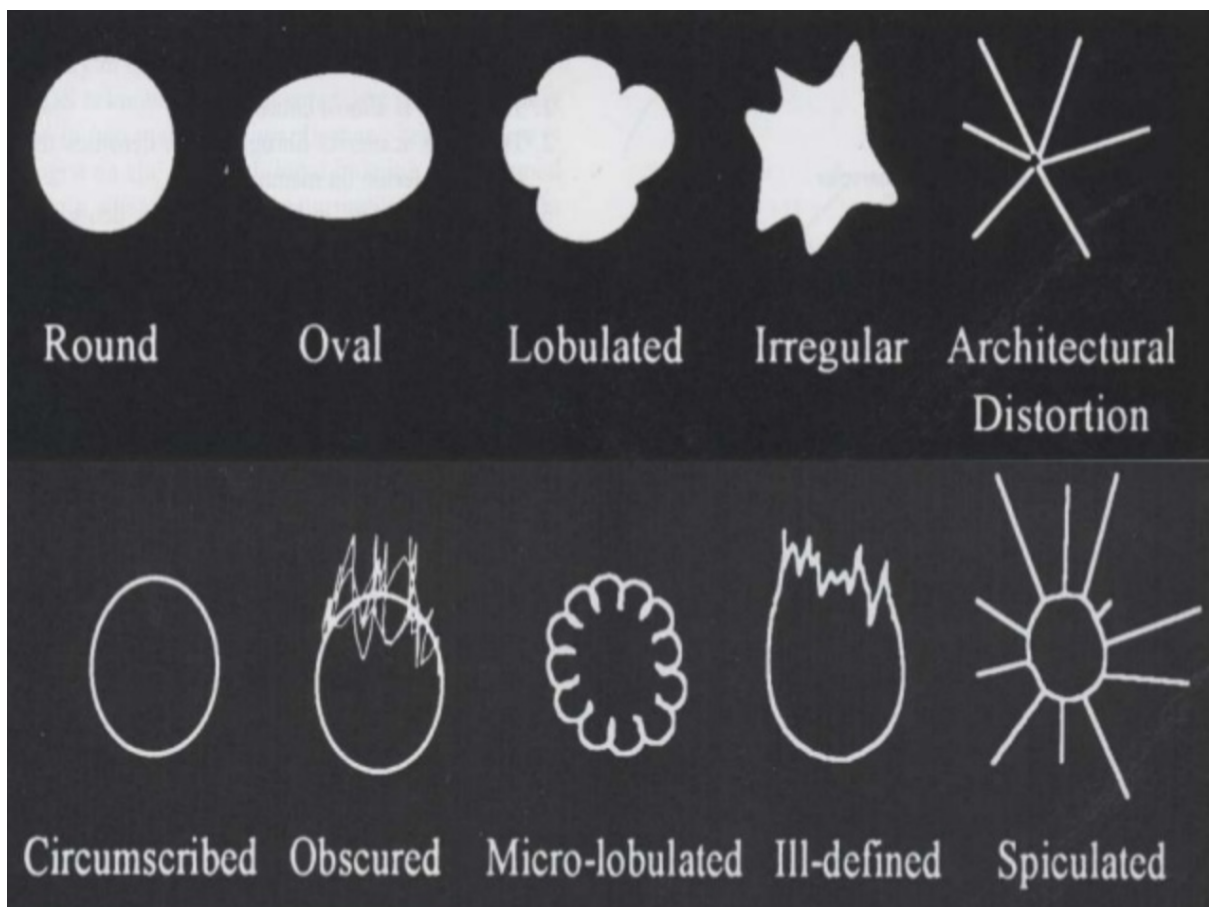 Round Oval Lobulated Irregular Architectural
Distortion
Circumscribed Obscured Micro-lobulated Ill-defined Spiculated